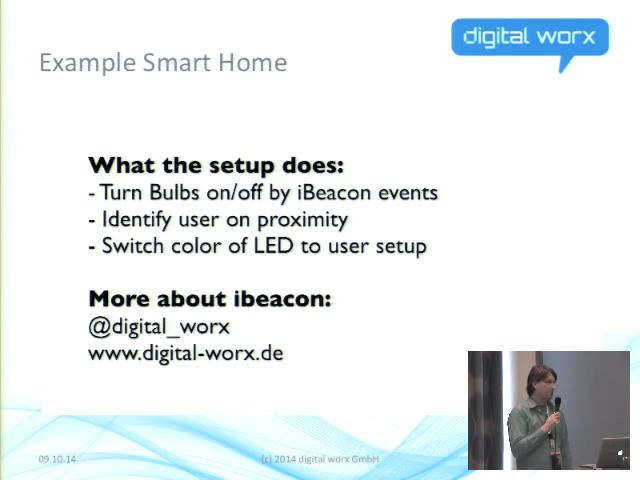 digital worx
Example Smart Home
What the setup does:
- Turn Bulbs on/off by iBeacon events
- Identify user on proximity
- Switch color of LED to user setup
More about ibeacon:
@digital_worx
www.digital-worx.de
09.10.14
(c) 2014 digital worx GmbH